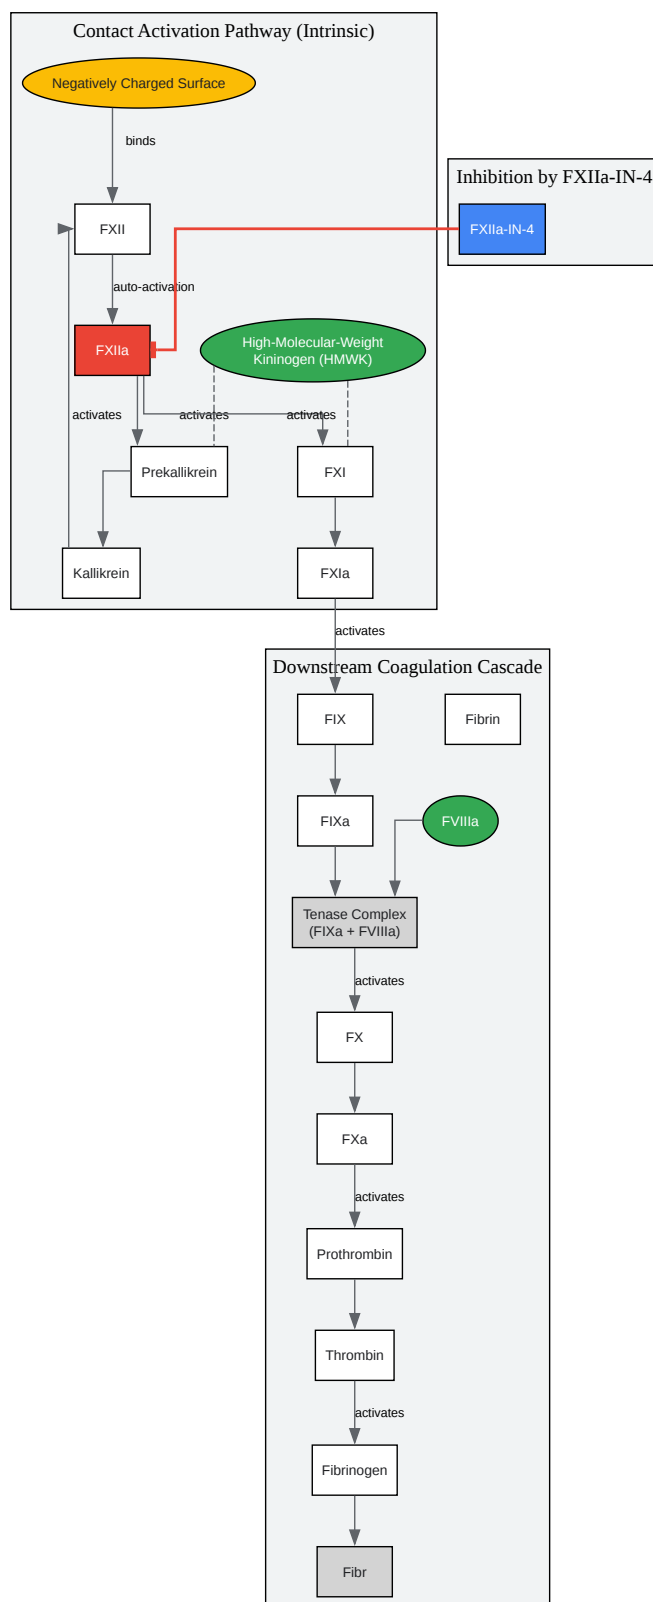 Contact Activation Pathway (Intrinsic)
Negatively Charged Surface
binds
Inhibition by FXIIa-IN-4
FXII
FXIIa-IN-4
auto-activation
FXIIa
High-Molecular-Weight
Kininogen (HMWK)
activates
activates
activates
Prekallikrein
FXI
Kallikrein
FXIa
activates
Downstream Coagulation Cascade
FIX
Fibrin
FIXa
FVIIIa
Tenase Complex
(FIXa + FVIIIa)
activates
FX
FXa
activates
Prothrombin
Thrombin
activates
Fibrinogen
Fibr